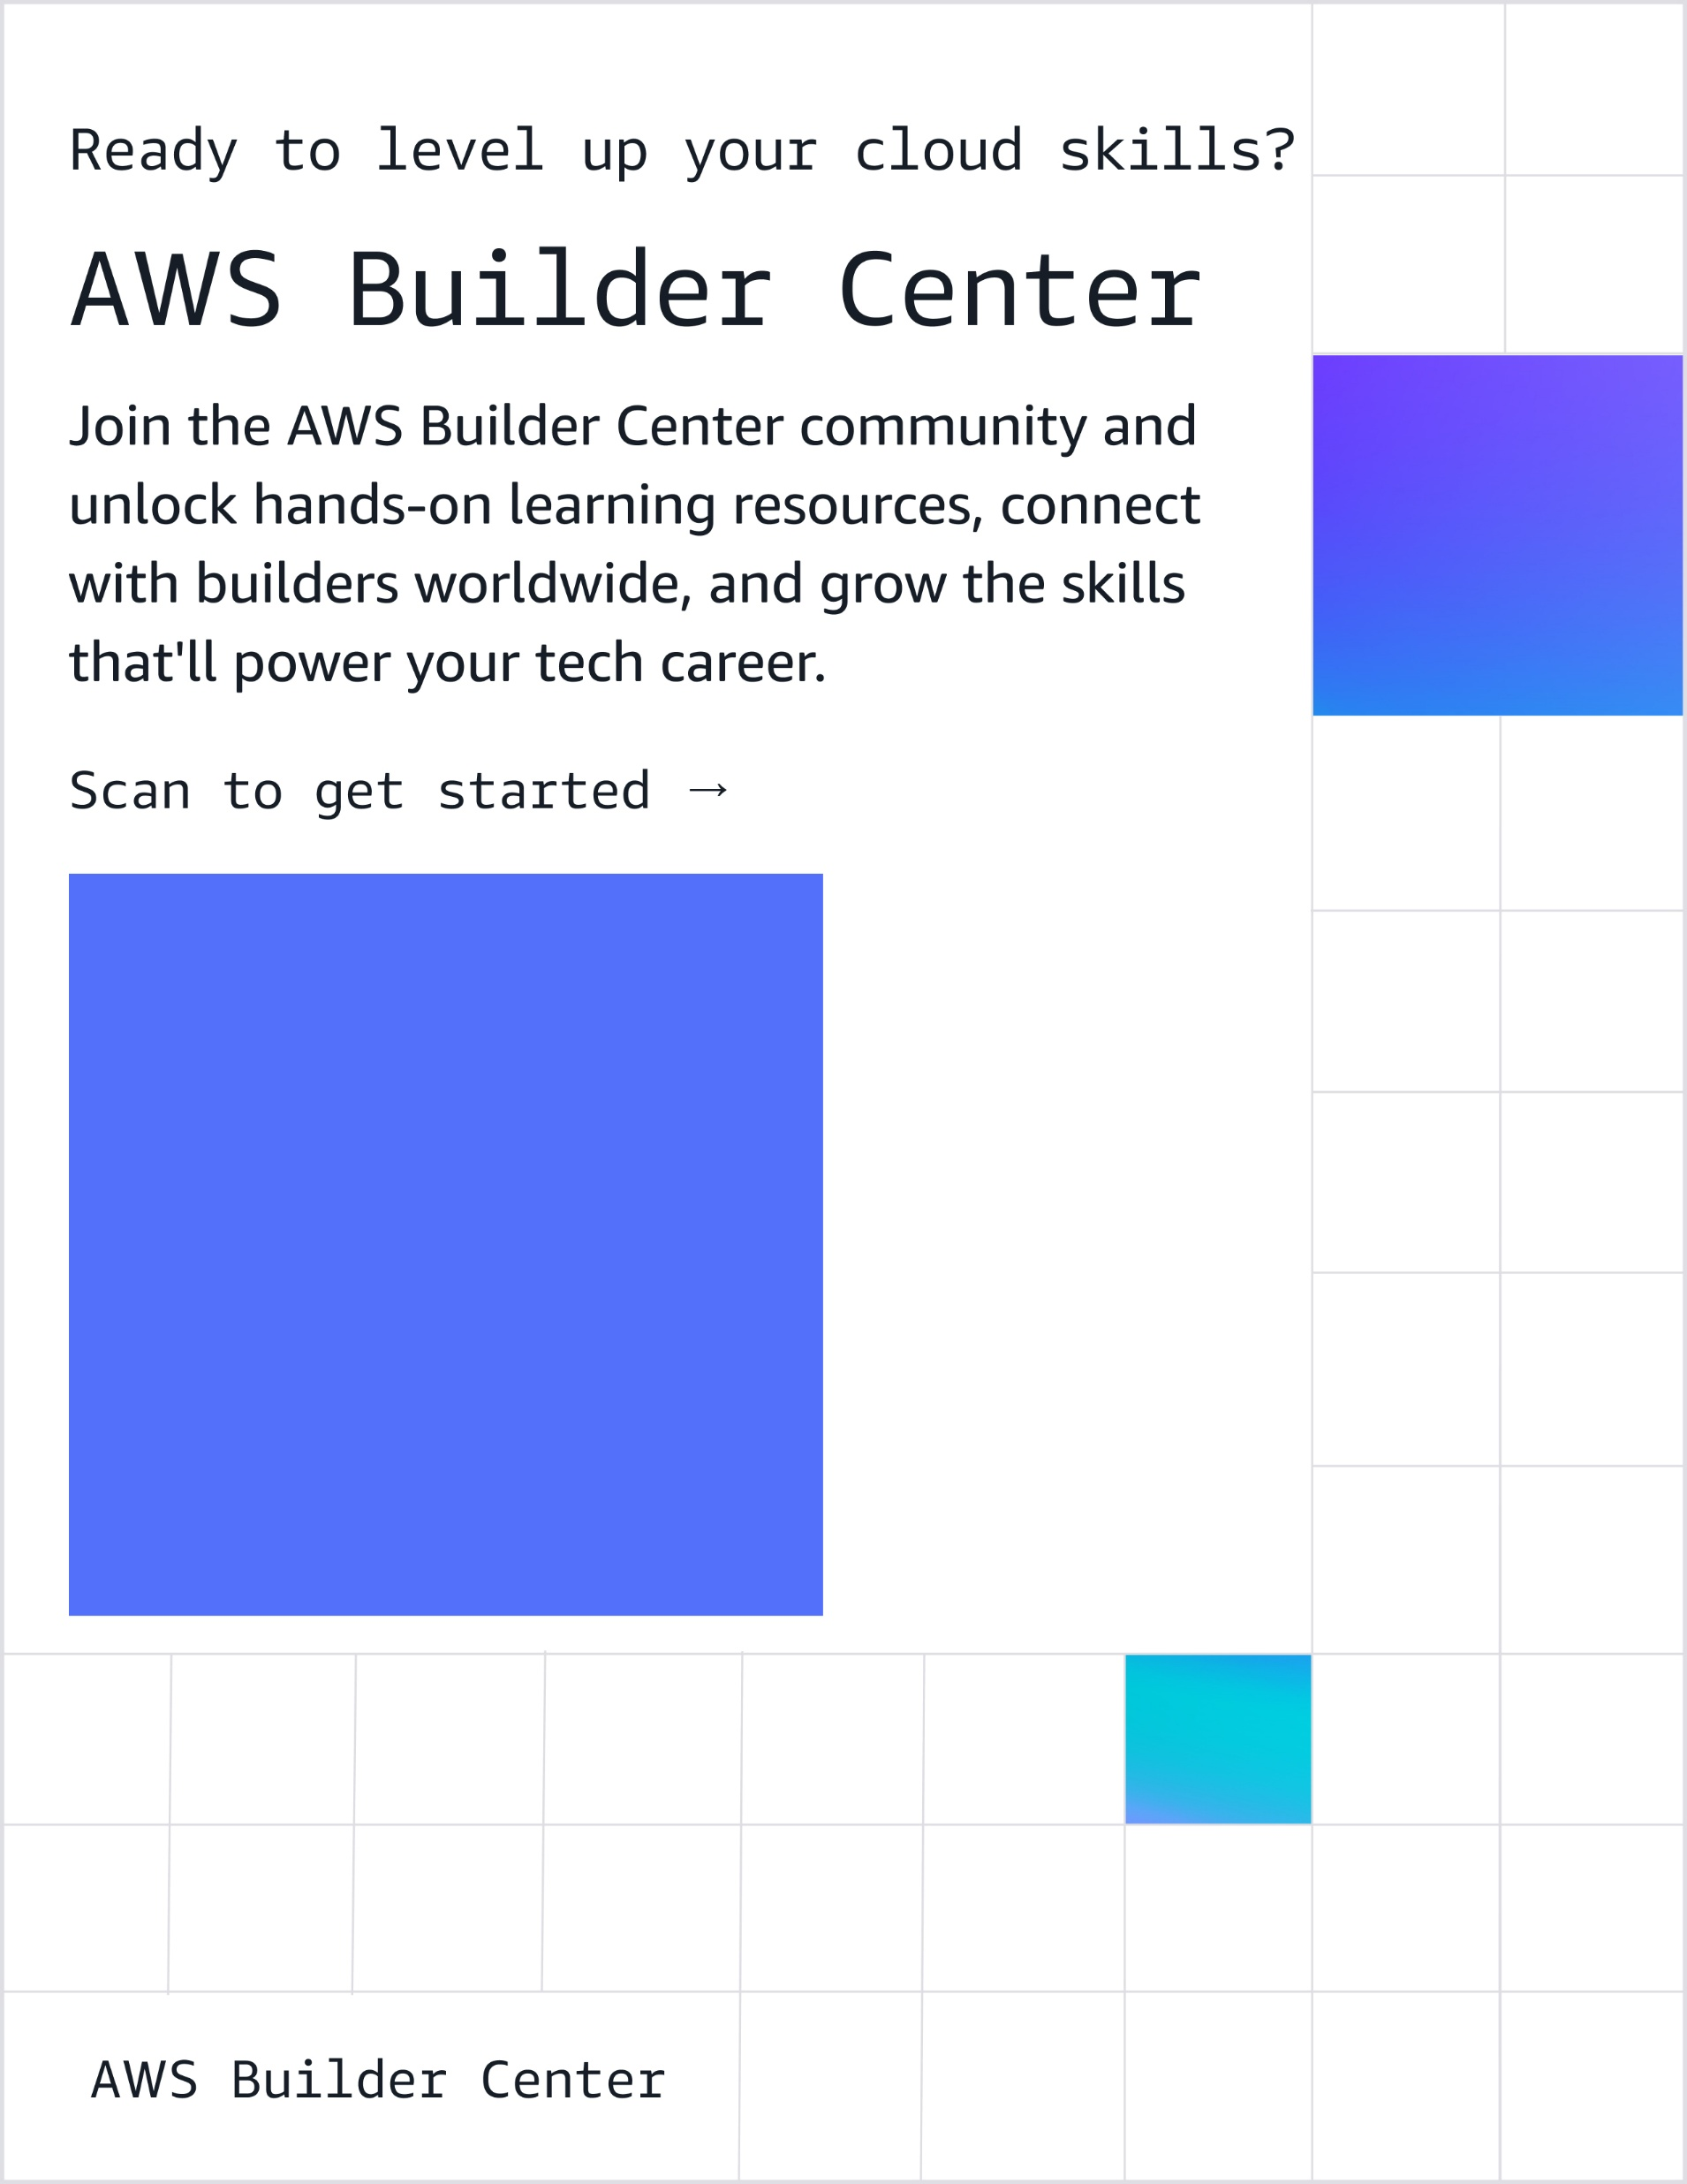 Ready to level up your cloud skills?
AWS Builder Center
Join the AWS Builder Center community and
unlock hands-on learning resources, connect
with builders worldwide, and grow the skills
that'll power your tech career.
Scan to get started →
AWS Builder Center